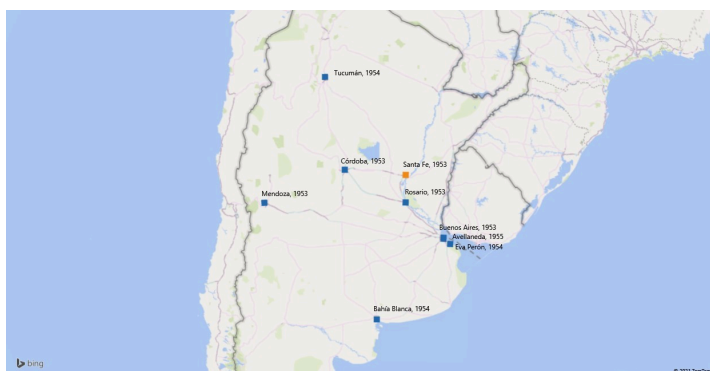 Tucumán, 1954
Córdoba, 1953
Santa Fe, 1953
Mendoza, 1953
Rosario, 1953
Buenos Aires, 1953
Avellaneda, 1955
Eva Perón, 1954
Bahía Blanca, 1954
bing